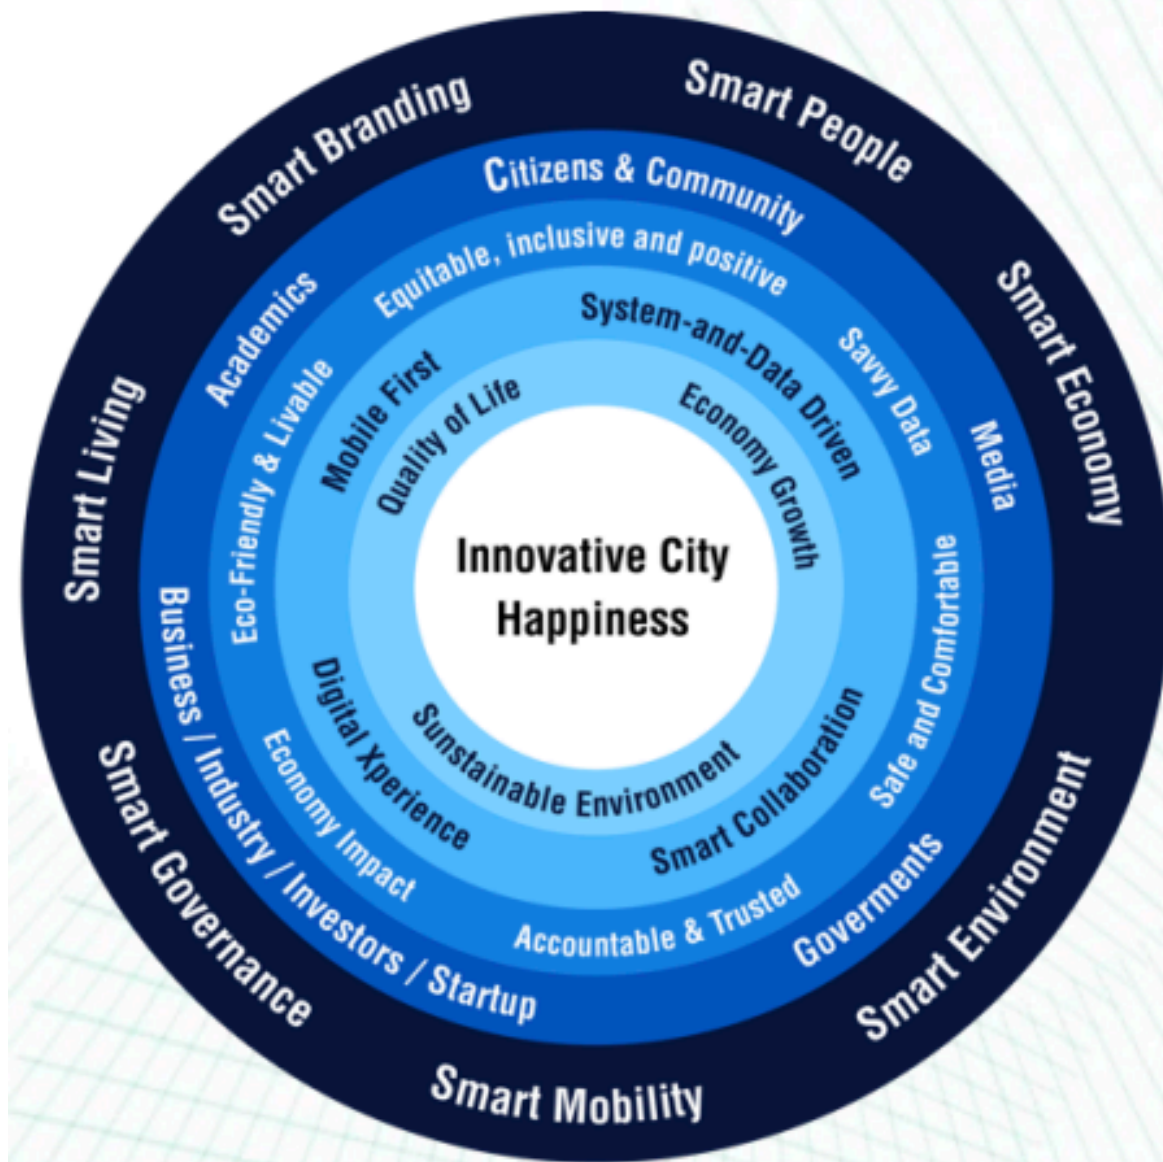 Smart Branding
Smart People
Smart Economy
Smart Environment
Smart Mobility
Smart Governance
Smart Living
Citizens & Community
Media
Goverments
Business / Industry / Investors / Startup
Academics
Equitable, inclusive and positive
Savvy Data
Safe and Comfortable
Accountable & Trusted
Economy Impact
Eco-Friendly & Livable
System-and-Data Driven
Smart Collaboration
Digital Xperience
Mobile First
Quality of Life
Economy Growth
Sunstainable Environment
Innovative City
Happiness